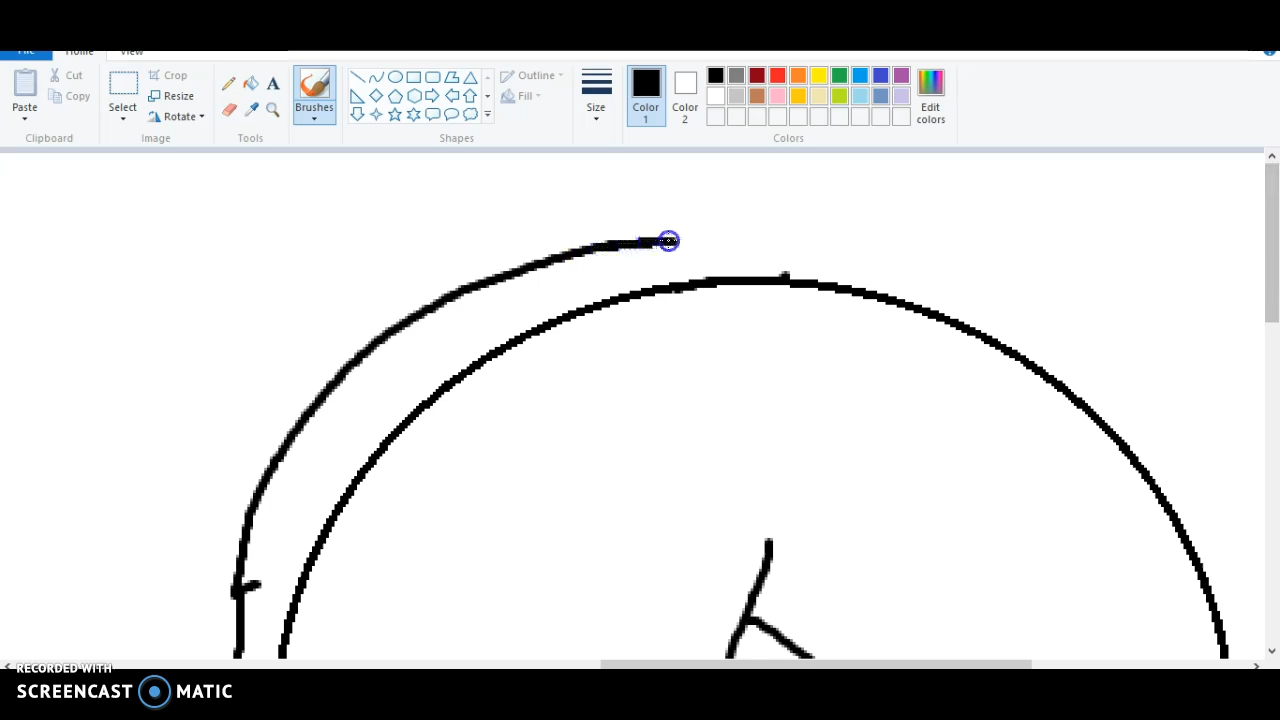 File Home View
Paste
Cut
Copy
Clipboard
Select
Crop
Resize
Rotate
Image
A
Tools
Brushes
Outline
Fill
Shapes
Size
Color 1
Color 2
Edit colors
Colors
RECORDED WITH
SCREENCAST MATIC